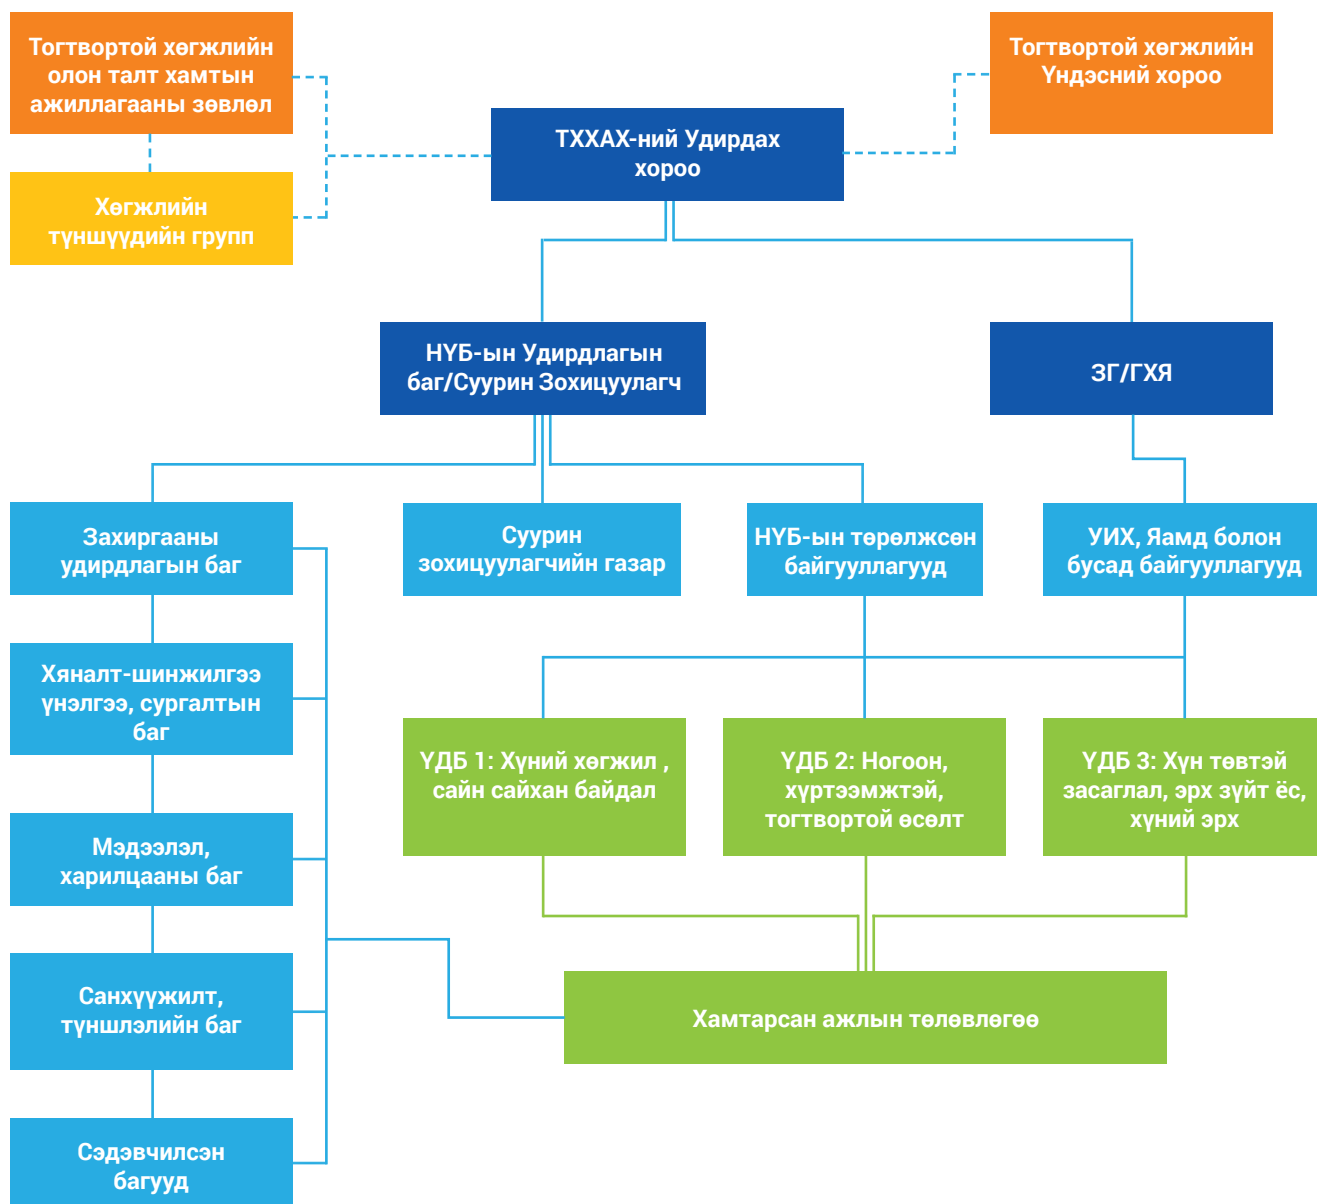 Тогтвортой хөгжлийн
олон талт хамтын
ажиллагааны зөвлөл
Тогтвортой хөгжлийн
Үндэсний хороо
ТХХАХ-ний Удирдах
хороо
Хөгжлийн
түншүүдийн групп
НҮБ-ын Удирдлагын
баг/Суурин Зохицуулагч
ЗГ/ГХЯ
Захиргааны
удирдлагын баг
Суурин
зохицуулагчийн газар
НҮБ-ын төрөлжсөн
байгууллагууд
УИХ, Яамд болон
бусад байгууллагууд
Хяналт-шинжилгээ
үнэлгээ, сургалтын
баг
ҮДБ 1: Хүний хөгжил ,
сайн сайхан байдал
ҮДБ 2: Ногоон,
хүртээмжтэй,
тогтвортой өсөлт
ҮДБ 3: Хүн төвтэй
засаглал, эрх зүйт ёс,
хүний эрх
Мэдээлэл,
харилцааны баг
Санхүүжилт,
түншлэлийн баг
Хамтарсан ажлын төлөвлөгөө
Сэдэвчилсэн
багууд